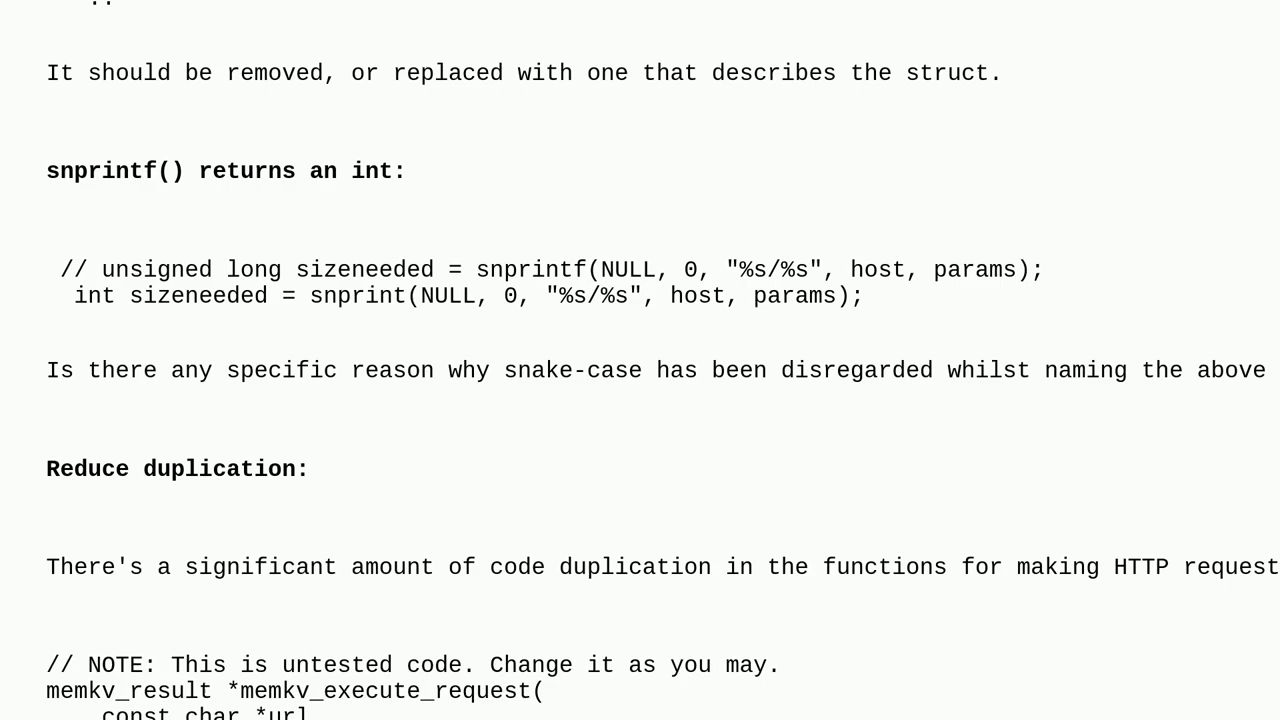 It should be removed, or replaced with one that describes the struct.
snprintf() returns an int:
// unsigned long sizeneeded = snprintf(NULL, 0, "%s/%s", host, params);
int sizeneeded = snprint(NULL, 0, "%s/%s", host, params);
Is there any specific reason why snake-case has been disregarded whilst naming the above
Reduce duplication:
There's a significant amount of code duplication in the functions for making HTTP request
// NOTE: This is untested code. Change it as you may.
memkv_result *memkv_execute_request(
const char *url